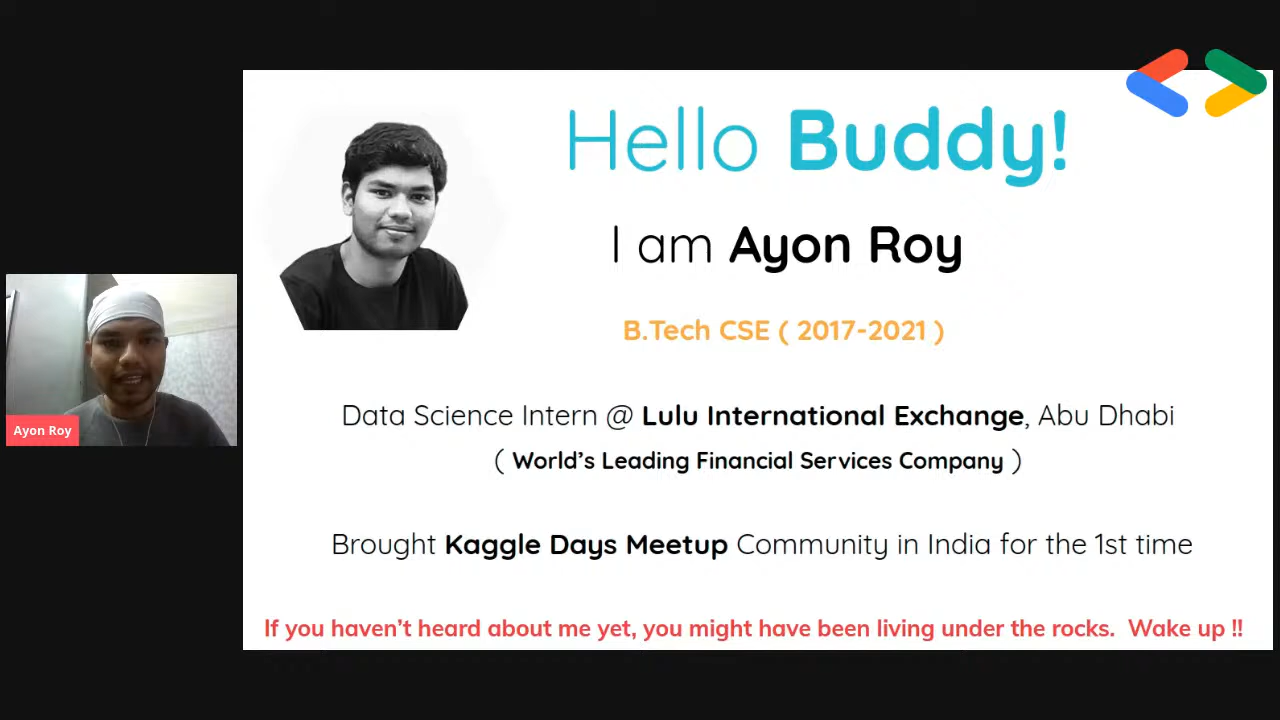 Hello Buddy!
I am Ayon Roy
B.Tech CSE ( 2017-2021 )
Data Science Intern @ Lulu International Exchange, Abu Dhabi
( World's Leading Financial Services Company )
Brought Kaggle Days Meetup Community in India for the 1st time
If you haven't heard about me yet, you might have been living under the rocks.  Wake up !!
Ayon Roy